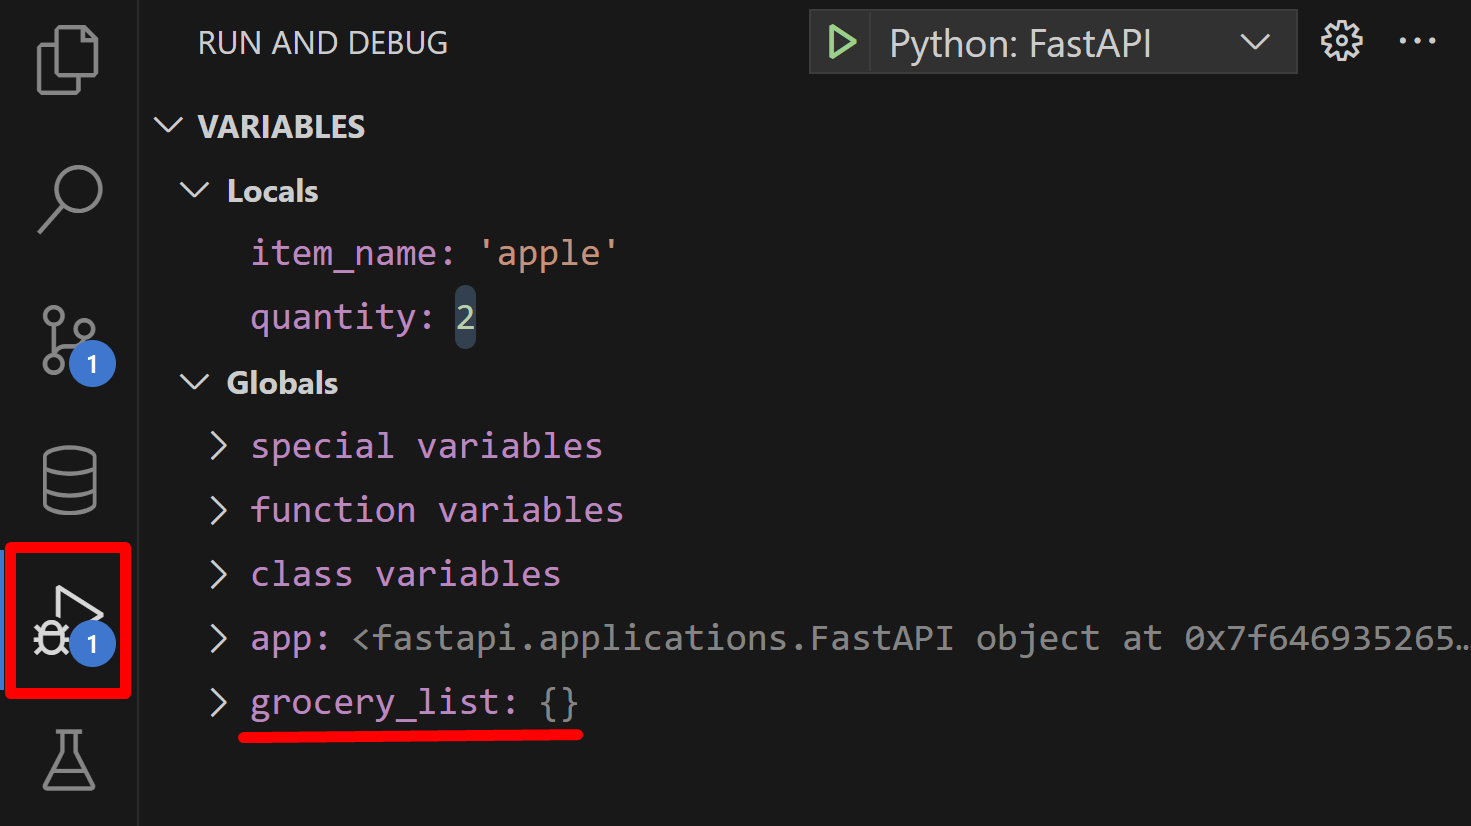 RUN AND DEBUG
Python: FastAPI
VARIABLES
Locals
item_name: 'apple'
quantity: 2
Globals
special variables
function variables
class variables
app: <fastapi.applications.FastAPI object at 0x7f646935265…
grocery_list: {}
1
1